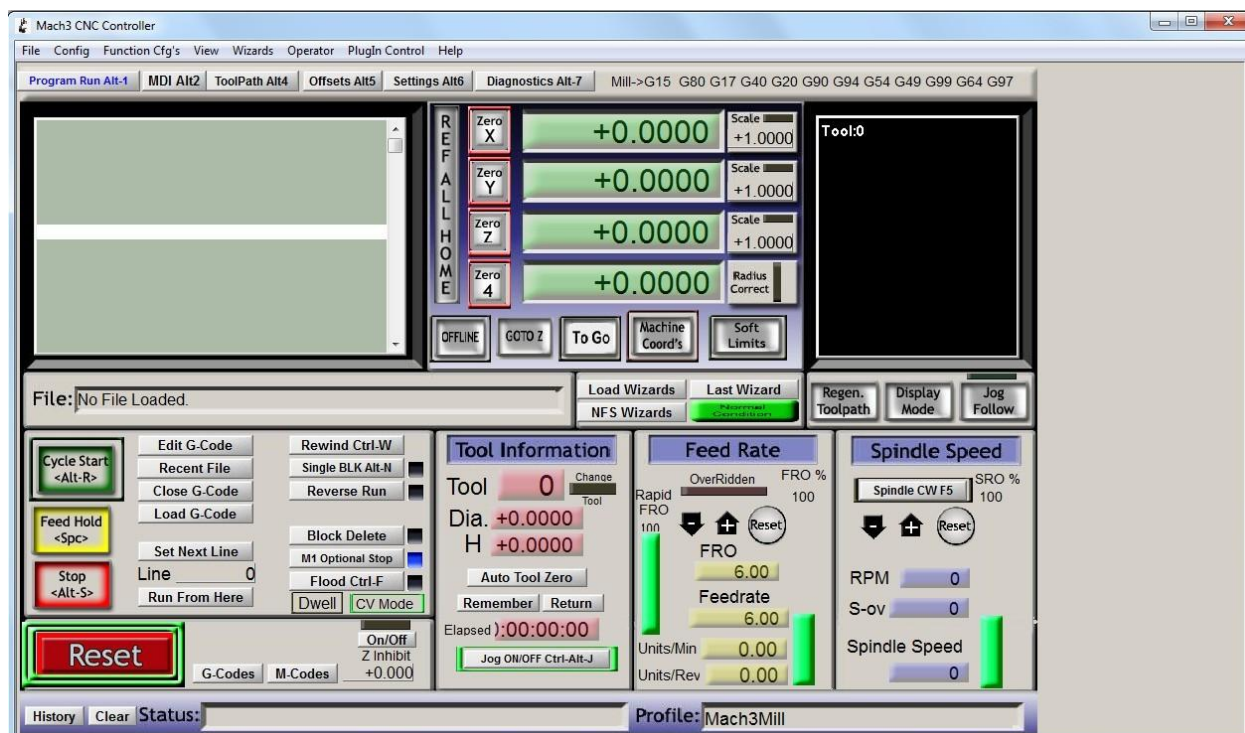 Mach3 CNC Controller
File Config Function Cfg's View Wizards Operator PlugIn Control Help
Program Run Alt-1 MDI Alt2 ToolPath Alt4 Offsets Alt5 Settings Alt6 Diagnostics Alt-7 Mill->G15 G80 G17 G40 G20 G90 G94 G54 G49 G99 G64 G97
REF ALL HOME
Zero X +0.0000 Scale +1.0000
Zero Y +0.0000 Scale +1.0000
Zero Z +0.0000 Scale +1.0000
Zero 4 +0.0000 Radius Correct
OFFLINE GOTO Z To Go Machine Coord's Soft Limits
Tool:0
File: No File Loaded.
Load Wizards Last Wizard
NFS Wizards Normal Condition
Regen. Toolpath Display Mode Jog Follow
Cycle Start <Alt-R>
Feed Hold <Spc>
Stop <Alt-S>
Edit G-Code
Recent File
Close G-Code
Load G-Code
Set Next Line
Line 0
Run From Here
Rewind Ctrl-W
Single BLK Alt-N
Reverse Run
Block Delete
M1 Optional Stop
Flood Ctrl-F
Dwell CV Mode
Reset
G-Codes M-Codes
On/Off
Z Inhibit
+0.000
Tool Information
Tool 0 Change Tool
Dia. +0.0000
H +0.0000
Auto Tool Zero
Remember Return
Elapsed ):00:00:00
Jog ON/OFF Ctrl-Alt-J
Feed Rate
OverRidden FRO %
100
Rapid FRO
100
Reset
FRO
6.00
Feedrate
6.00
Units/Min 0.00
Units/Rev 0.00
Spindle Speed
Spindle CW F5 SRO %
100
Reset
RPM 0
S-ov 0
Spindle Speed
0
History Clear Status: Profile: Mach3Mill